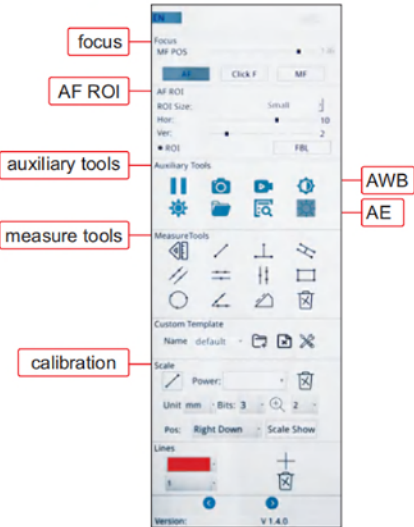 EN
focus
Focus
MF POS
AF
Click F
MF
AF ROI
AF ROI
ROI Size:
Small
Hor:
10
Ver:
2
ROI
FBL
auxiliary tools
Auxiliary Tools
AWB
AE
measure tools
MeasureTools
Custom Template
Name
default
calibration
Scale
Power:
Unit
mm
Bits:
3
2
Pos:
Right Down
Scale Show
Lines
1
Version:
V 1.4.0